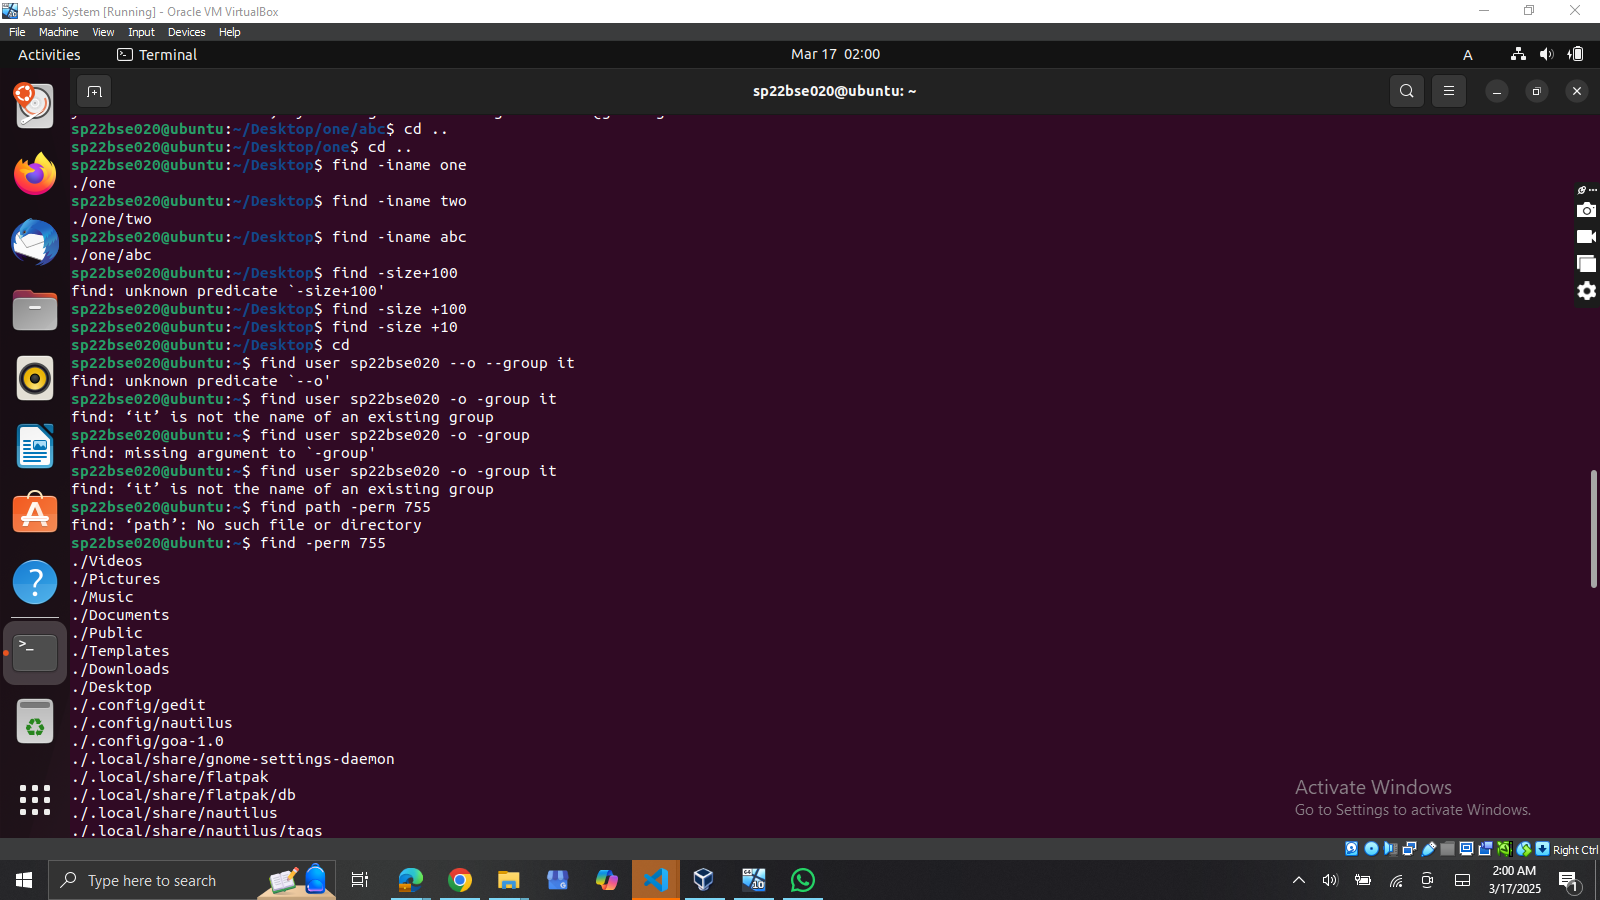 Abbas' System [Running] - Oracle VM VirtualBox
File Machine View Input Devices Help
Activities Terminal Mar 17 02:00 A
sp22bse020@ubuntu: ~
sp22bse020@ubuntu:~/Desktop/one/abc$ cd ..
sp22bse020@ubuntu:~/Desktop/one$ cd ..
sp22bse020@ubuntu:~/Desktop$ find -iname one
./one
sp22bse020@ubuntu:~/Desktop$ find -iname two
./one/two
sp22bse020@ubuntu:~/Desktop$ find -iname abc
./one/abc
sp22bse020@ubuntu:~/Desktop$ find -size+100
find: unknown predicate `-size+100'
sp22bse020@ubuntu:~/Desktop$ find -size +100
sp22bse020@ubuntu:~/Desktop$ find -size +10
sp22bse020@ubuntu:~/Desktop$ cd
sp22bse020@ubuntu:~$ find user sp22bse020 --o --group it
find: unknown predicate `--o'
sp22bse020@ubuntu:~$ find user sp22bse020 -o -group it
find: ‘it’ is not the name of an existing group
sp22bse020@ubuntu:~$ find user sp22bse020 -o -group
find: missing argument to `-group'
sp22bse020@ubuntu:~$ find user sp22bse020 -o -group it
find: ‘it’ is not the name of an existing group
sp22bse020@ubuntu:~$ find path -perm 755
find: ‘path’: No such file or directory
sp22bse020@ubuntu:~$ find -perm 755
./Videos
./Pictures
./Music
./Documents
./Public
./Templates
./Downloads
./Desktop
./.config/gedit
./.config/nautilus
./.config/goa-1.0
./.local/share/gnome-settings-daemon
./.local/share/flatpak
./.local/share/flatpak/db
./.local/share/nautilus
./.local/share/nautilus/tags
Activate Windows
Go to Settings to activate Windows.
Right Ctrl
Type here to search
2:00 AM
3/17/2025
1